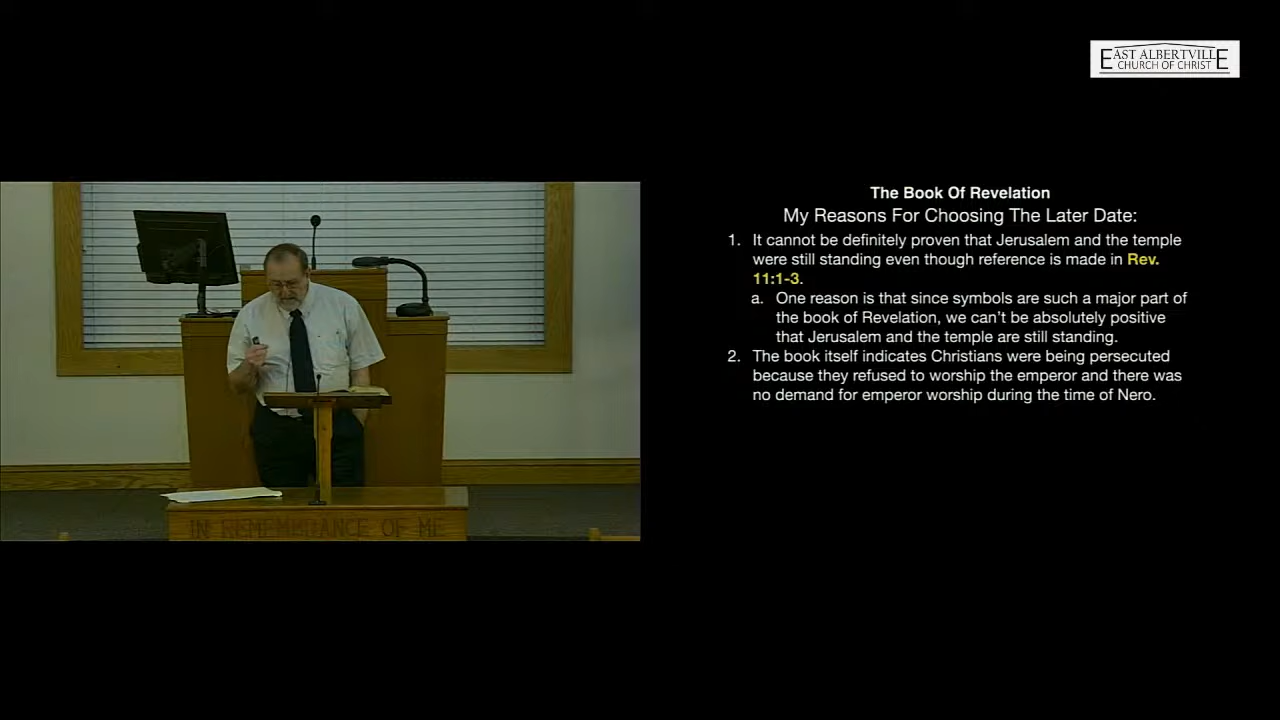 EAST ALBERTVILLE
CHURCH OF CHRIST
The Book Of Revelation
My Reasons For Choosing The Later Date:
1. It cannot be definitely proven that Jerusalem and the temple
were still standing even though reference is made in Rev.
11:1-3.
a. One reason is that since symbols are such a major part of
the book of Revelation, we can't be absolutely positive
that Jerusalem and the temple are still standing.
2. The book itself indicates Christians were being persecuted
because they refused to worship the emperor and there was
no demand for emperor worship during the time of Nero.
IN REMEMBRANCE OF ME